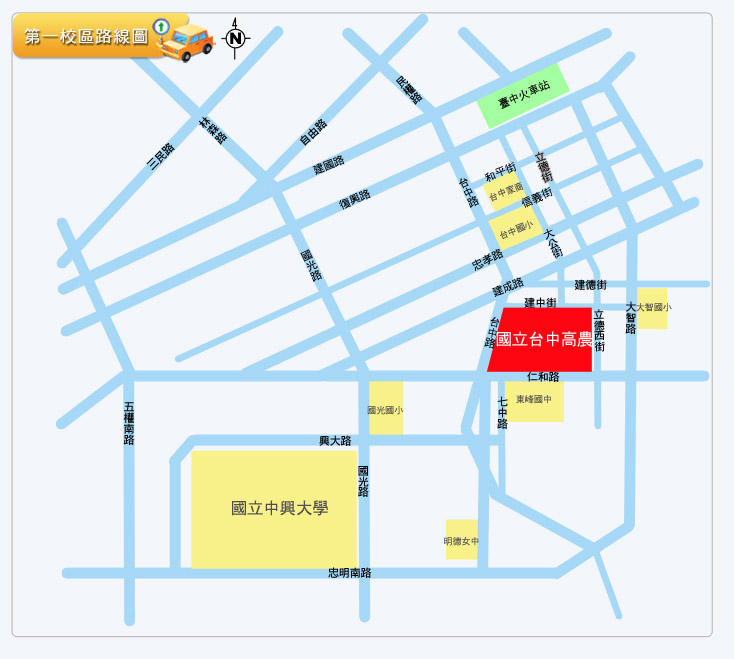 第一校區路線圖
N
民權路
臺中火車站
林森路
自由路
三民路
建國路
復興路
台中路
和平街
立德街
台中家商
信義街
台中國小
大公街
忠孝路
國光路
建成路
建德街
建中街
大智路
大智國小
台中路
國立台中高農
立德西街
仁和路
五權南路
國光國小
七中路
東峰國中
興大路
國光路
國立中興大學
明德女中
忠明南路